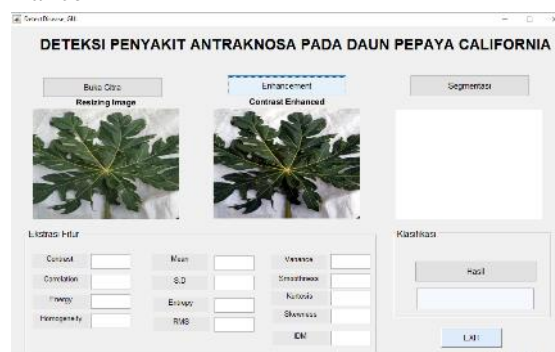 DetectDisease_GUI
DETEKSI PENYAKIT ANTRAKNOSA PADA DAUN PEPAYA CALIFORNIA
Buka Citra
Enhancement
Segmentasi
Resizing Image
Contrast Enhanced
Ekstrasi Fitur
Klasifikasi
Contrast
Mean
Variance
Correlation
S.D
Smoothness
Energy
Entropy
Kurtosis
Homogeneity
RMS
Skewness
IDM
Hasil
EXIT